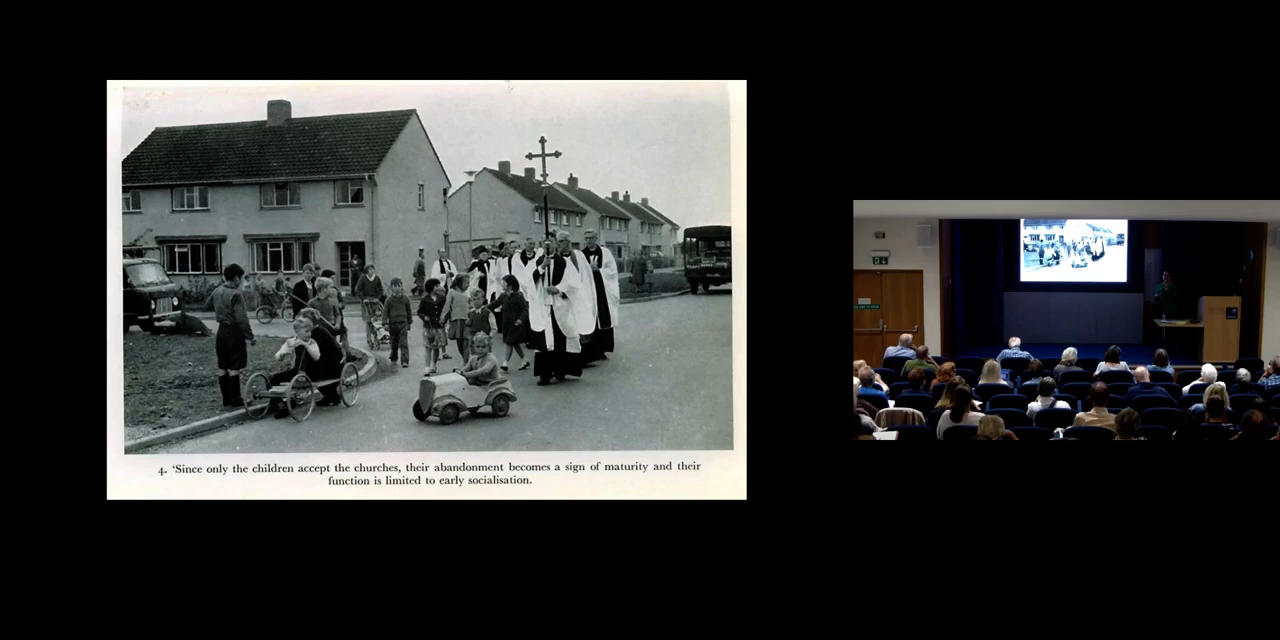 4. ‘Since only the children accept the churches, their abandonment becomes a sign of maturity and their
function is limited to early socialisation.